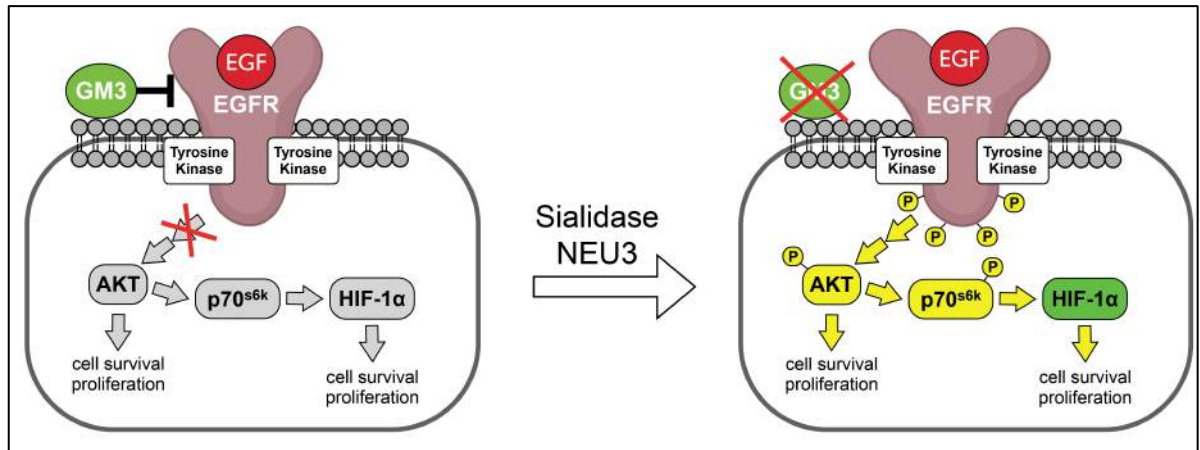 EGF
GM3
EGFR
Tyrosine
Kinase
Tyrosine
Kinase
AKT
p70s6k
HIF-1α
cell survival
proliferation
cell survival
proliferation
Sialidase
NEU3
EGF
GM3
EGFR
Tyrosine
Kinase
Tyrosine
Kinase
P
P
P
P
P
P
AKT
p70s6k
HIF-1α
cell survival
proliferation
cell survival
proliferation